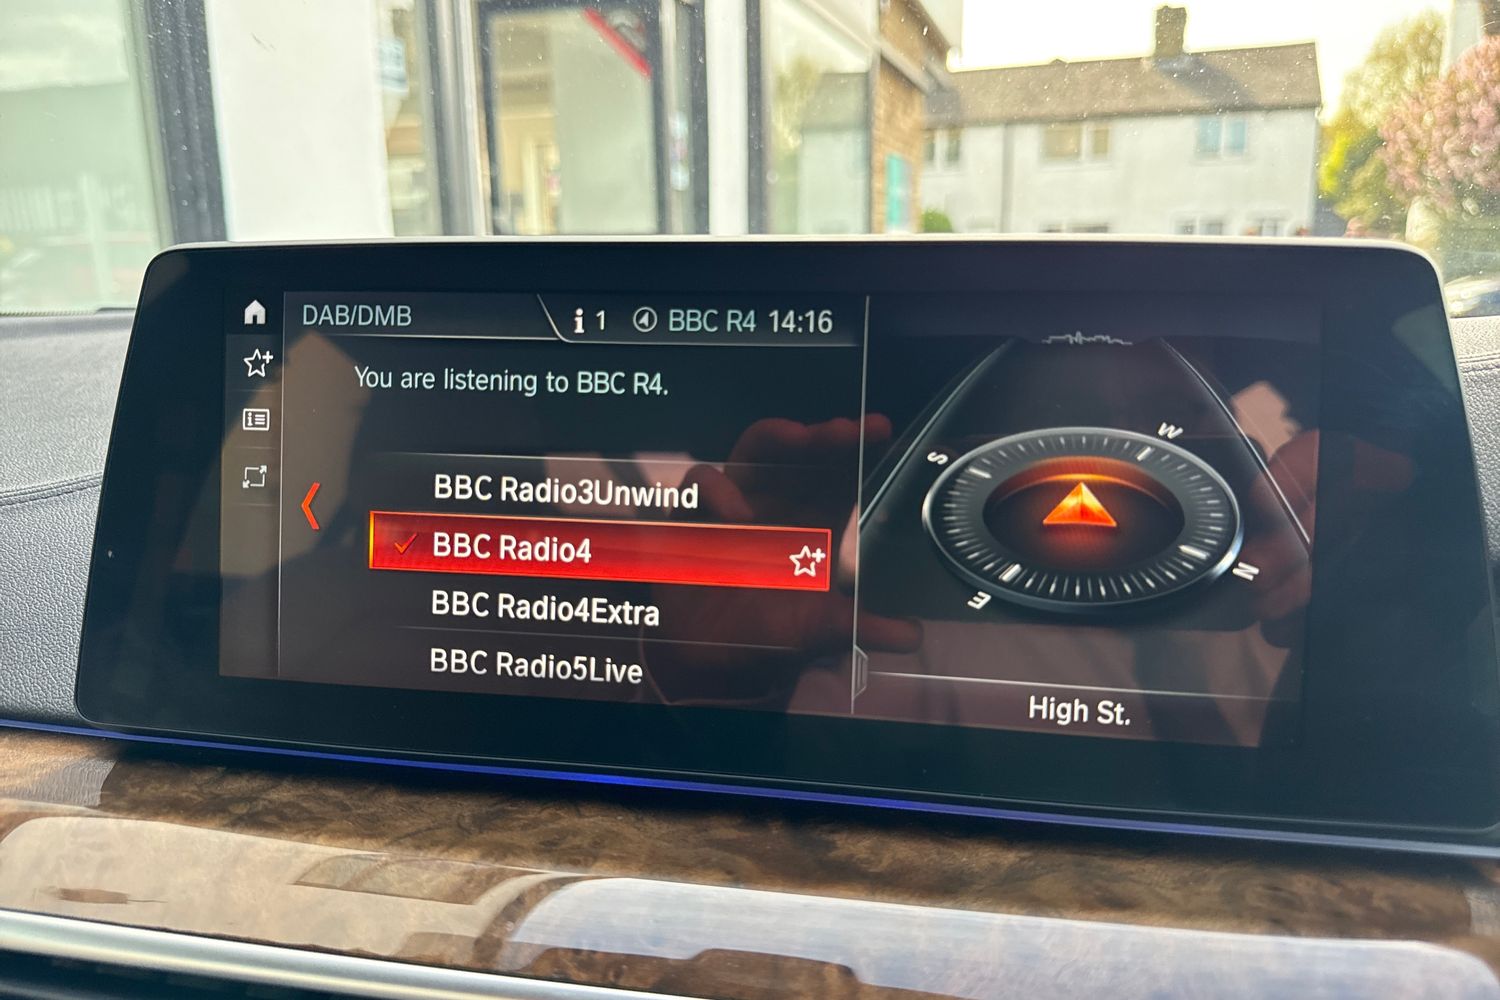 DAB/DMB
i 1 BBC R4 14:16
You are listening to BBC R4.
BBC Radio3Unwind
BBC Radio4
BBC Radio4Extra
BBC Radio5Live
S
W
N
E
High St.